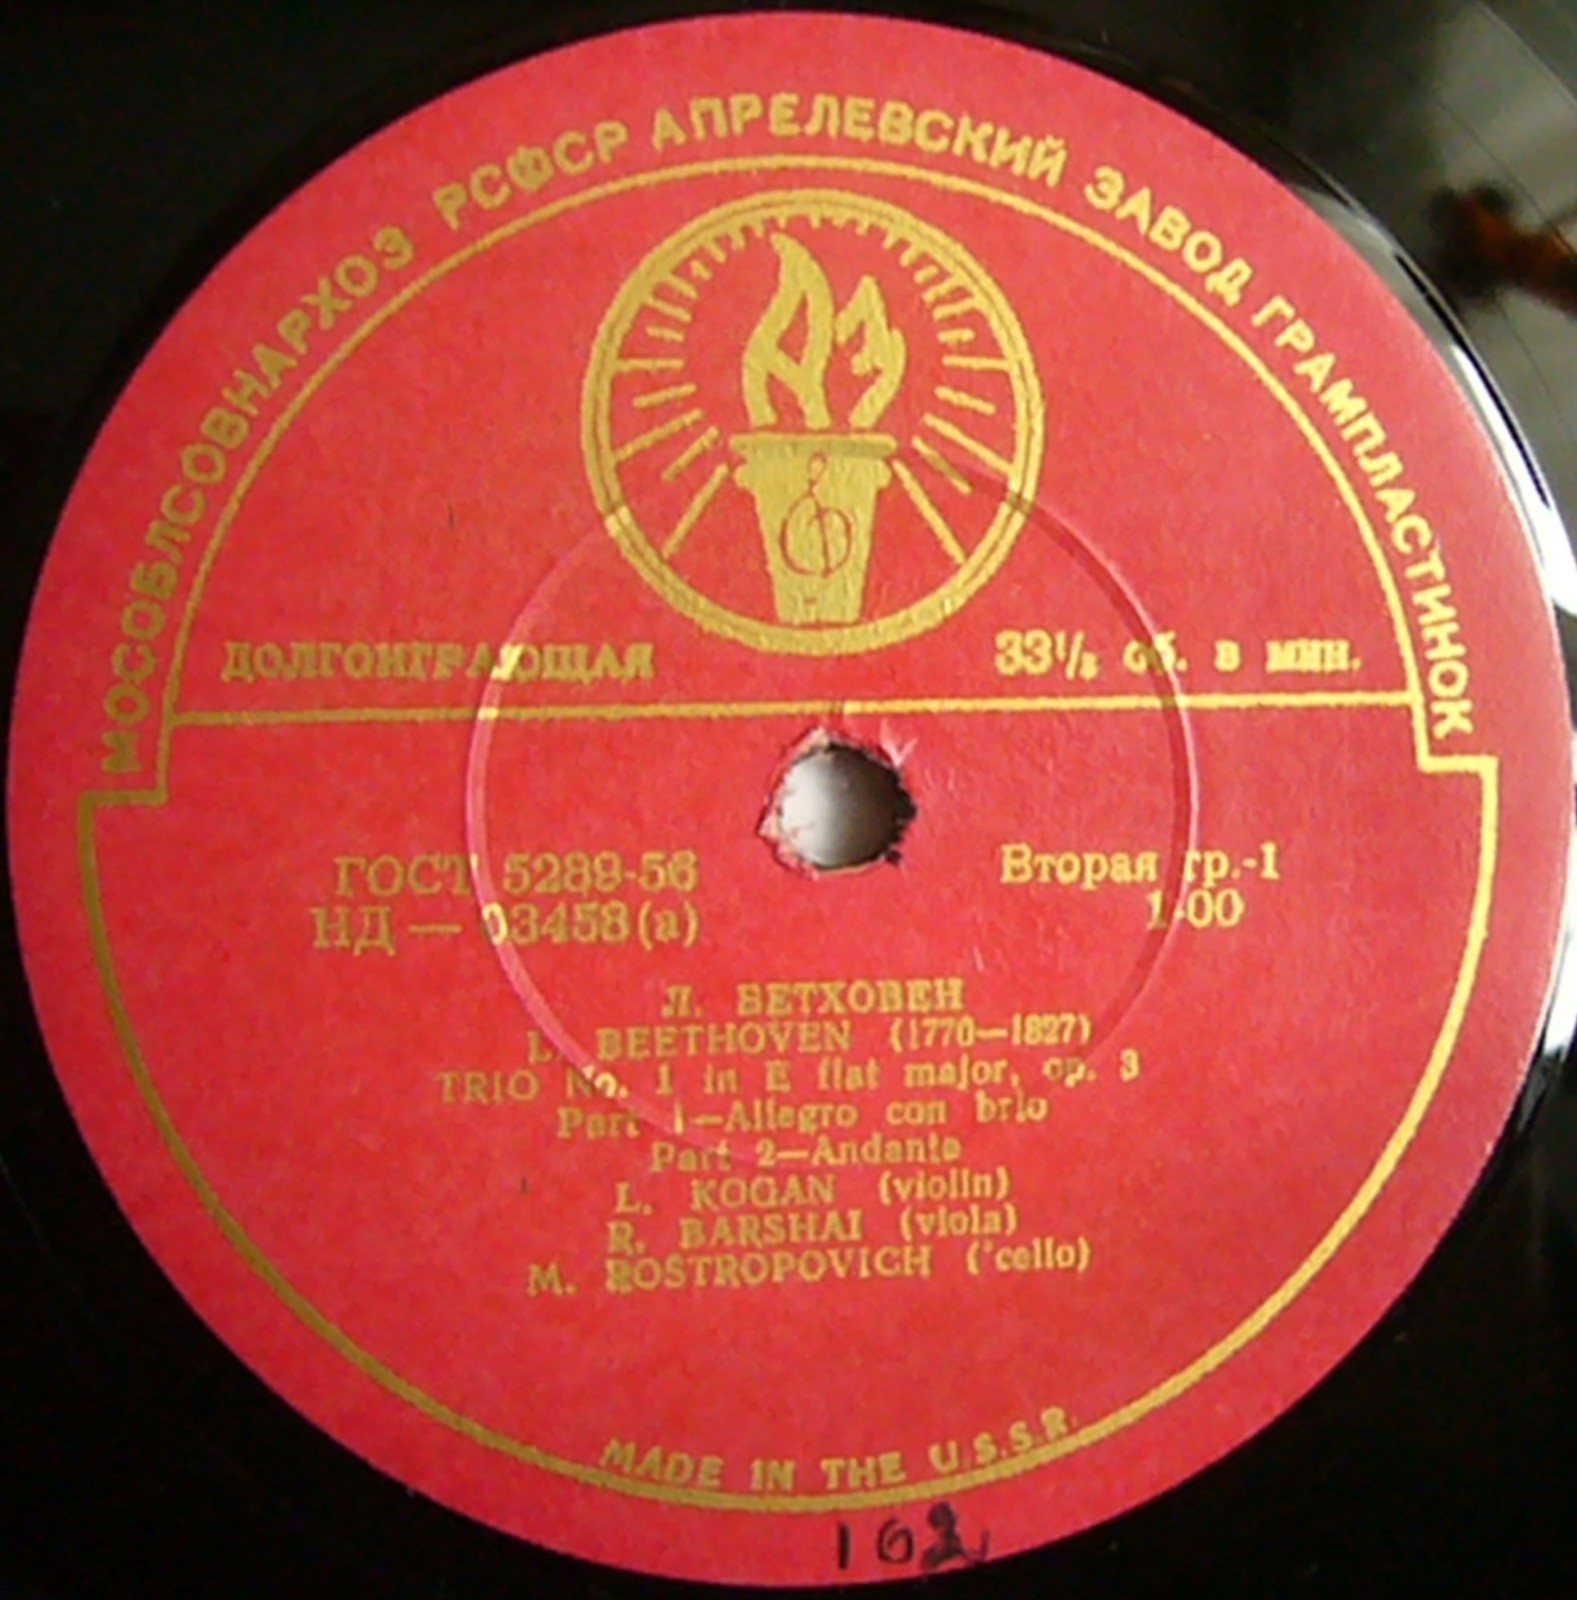 МОСОБЛСОВНАРХОЗ РСФСР АПРЕЛЕВСКИЙ ЗАВОД ГРАМПЛАСТИНОК
АЗ
ДОЛГОИГРАЮЩАЯ 33⅓ об. в мин.
ГОСТ 5289-56 Вторая гр.-1
НД — 03458(а) 1-00
Л. БЕТХОВЕН
L. BEETHOVEN (1770—1827)
TRIO No. 1 in E flat major, op. 3
Part 1—Allegro con brio
Part 2—Andante
L. KOGAN (violin)
R. BARSHAI (viola)
M. ROSTROPOVICH ('cello)
MADE IN THE U.S.S.R.
162